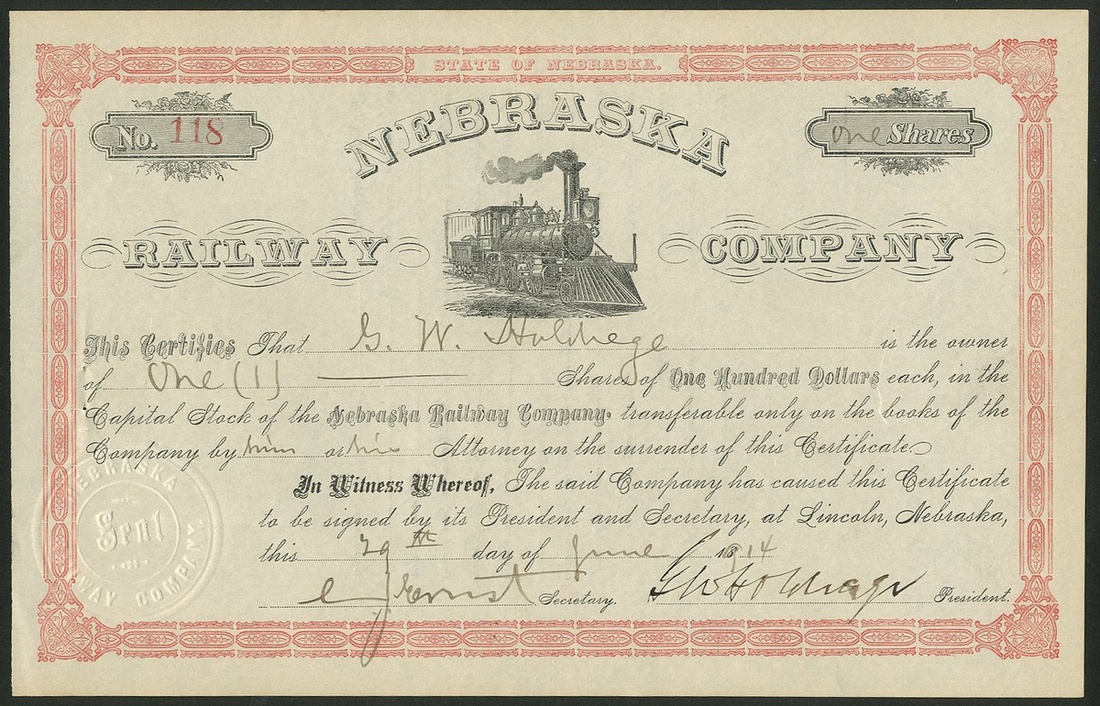 STATE OF NEBRASKA.
No. 118
NEBRASKA
One Shares
RAILWAY COMPANY
This Certifies That G. W. Holdrege is the owner
of One (1) Shares of One Hundred Dollars each, in the
Capital Stock of the Nebraska Railway Company, transferable only on the books of the
Company by him or his Attorney on the surrender of this Certificate.
In Witness Whereof, The said Company has caused this Certificate
to be signed by its President and Secretary, at Lincoln, Nebraska,
this 29th day of June 1914
Secretary. G W Holdrege President.
NEBRASKA
Seal
WAY COMPANY.